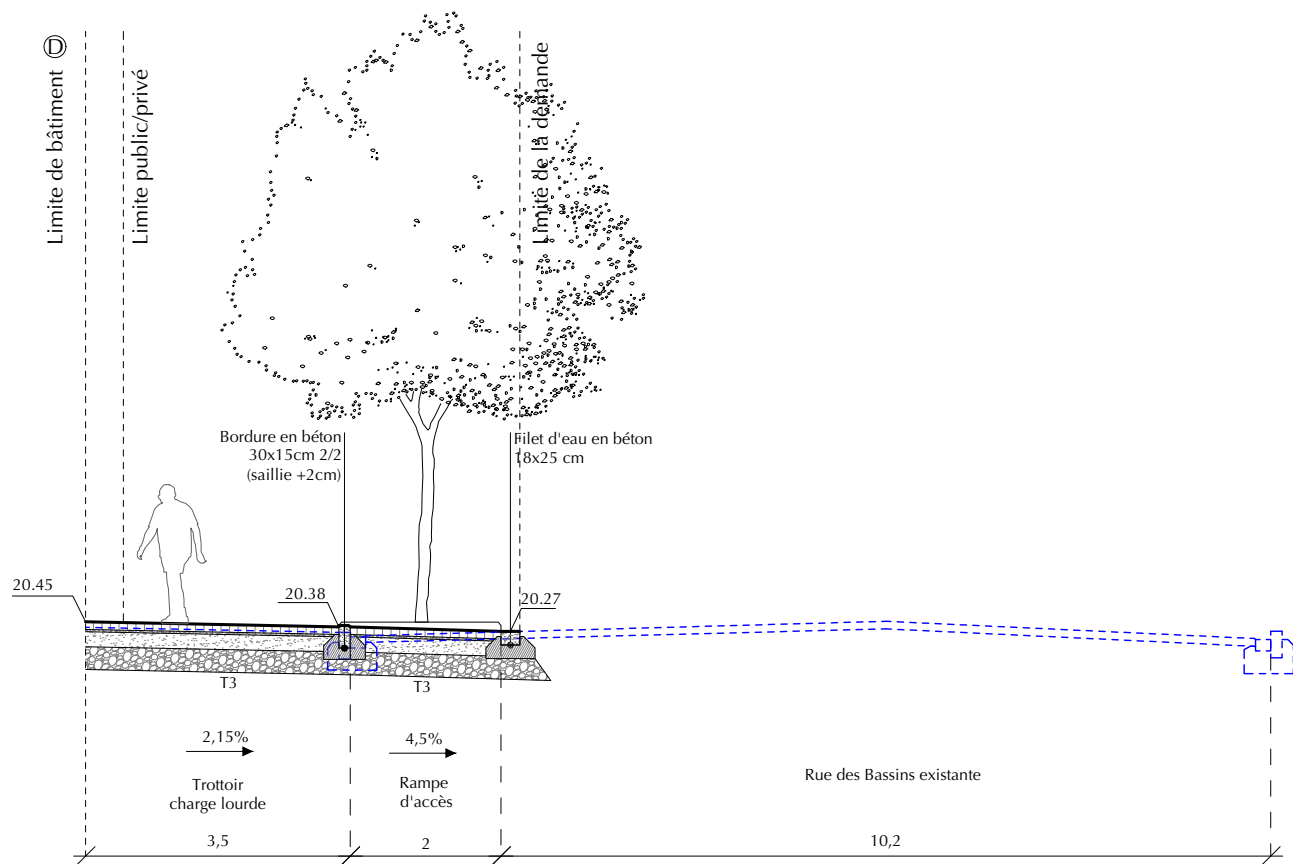 Limite de bâtiment D
Limite public/privé
Limite de la demande
Bordure en béton
30x15cm 2/2
(saillie +2cm)
Filet d'eau en béton
18x25 cm
20.45
20.38
20.27
T3
T3
2,15%
4,5%
Trottoir
charge lourde
Rampe
d'accès
Rue des Bassins existante
3,5
2
10,2